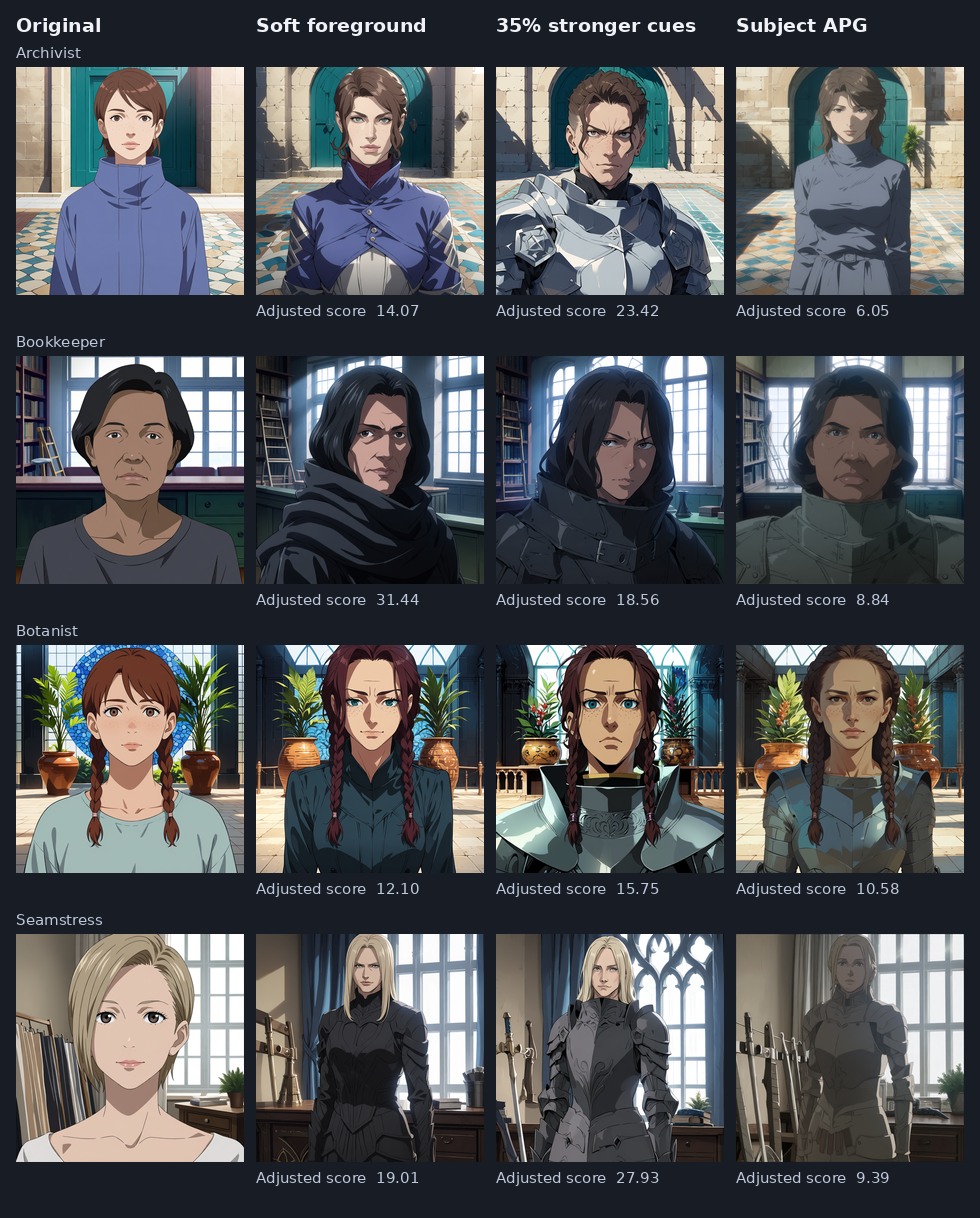 Original Soft foreground 35% stronger cues Subject APG
Archivist
Adjusted score 14.07 Adjusted score 23.42 Adjusted score 6.05
Bookkeeper
Adjusted score 31.44 Adjusted score 18.56 Adjusted score 8.84
Botanist
Adjusted score 12.10 Adjusted score 15.75 Adjusted score 10.58
Seamstress
Adjusted score 19.01 Adjusted score 27.93 Adjusted score 9.39